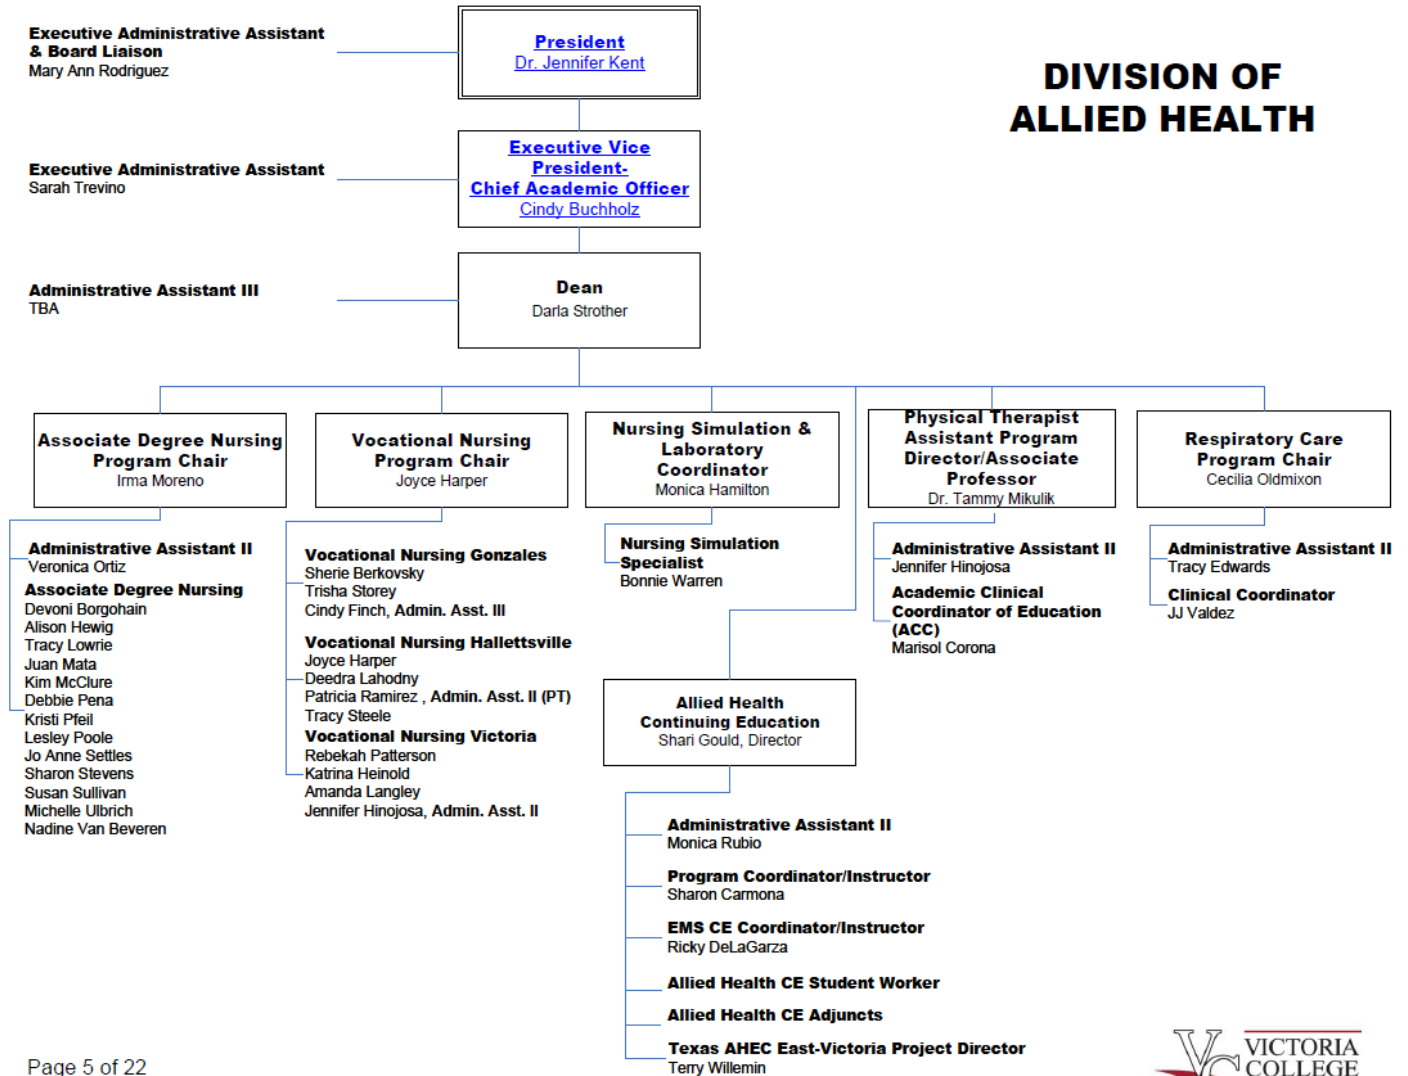 Executive Administrative Assistant
& Board Liaison
Mary Ann Rodriguez
President
Dr. Jennifer Kent
DIVISION OF
ALLIED HEALTH
Executive Administrative Assistant
Sarah Trevino
Executive Vice
President-
Chief Academic Officer
Cindy Buchholz
Administrative Assistant III
TBA
Dean
Darla Strother
Associate Degree Nursing
Program Chair
Irma Moreno
Administrative Assistant II
Veronica Ortiz
Associate Degree Nursing
Devoni Borgohain
Alison Hewig
Tracy Lowrie
Juan Mata
Kim McClure
Debbie Pena
Kristi Pfeil
Lesley Poole
Jo Anne Settles
Sharon Stevens
Susan Sullivan
Michelle Ulbrich
Nadine Van Beveren
Vocational Nursing
Program Chair
Joyce Harper
Vocational Nursing Gonzales
Sherie Berkovsky
Trisha Storey
Cindy Finch, Admin. Asst. III
Vocational Nursing Hallettsville
Joyce Harper
Deedra Lahodny
Patricia Ramirez , Admin. Asst. II (PT)
Tracy Steele
Vocational Nursing Victoria
Rebekah Patterson
Katrina Heinold
Amanda Langley
Jennifer Hinojosa, Admin. Asst. II
Nursing Simulation &
Laboratory
Coordinator
Monica Hamilton
Nursing Simulation
Specialist
Bonnie Warren
Allied Health
Continuing Education
Shari Gould, Director
Administrative Assistant II
Monica Rubio
Program Coordinator/Instructor
Sharon Carmona
EMS CE Coordinator/Instructor
Ricky DeLaGarza
Allied Health CE Student Worker
Allied Health CE Adjuncts
Texas AHEC East-Victoria Project Director
Terry Willemin
Physical Therapist
Assistant Program
Director/Associate
Professor
Dr. Tammy Mikulik
Administrative Assistant II
Jennifer Hinojosa
Academic Clinical
Coordinator of Education
(ACC)
Marisol Corona
Respiratory Care
Program Chair
Cecilia Oldmixon
Administrative Assistant II
Tracy Edwards
Clinical Coordinator
JJ Valdez
Page 5 of 22
VC
VICTORIA
COLLEGE